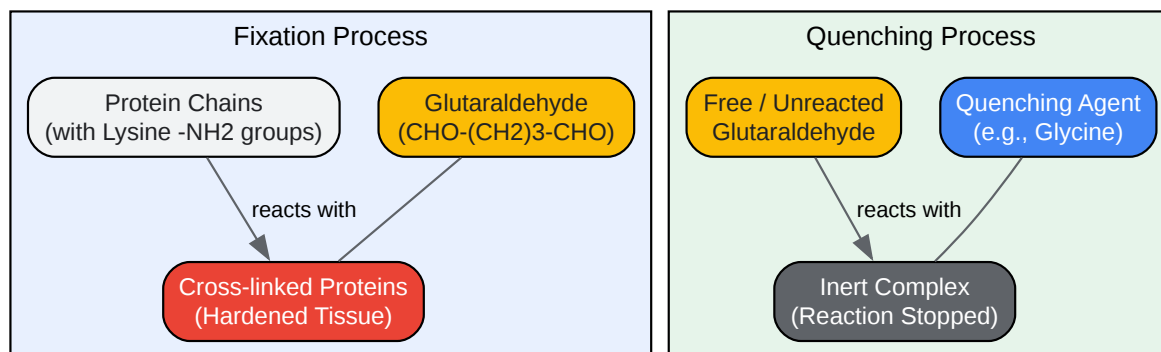 Fixation Process
Protein Chains
(with Lysine -NH2 groups)
Glutaraldehyde
(CHO-(CH2)3-CHO)
reacts with
Cross-linked Proteins
(Hardened Tissue)
Quenching Process
Free / Unreacted
Glutaraldehyde
Quenching Agent
(e.g., Glycine)
reacts with
Inert Complex
(Reaction Stopped)